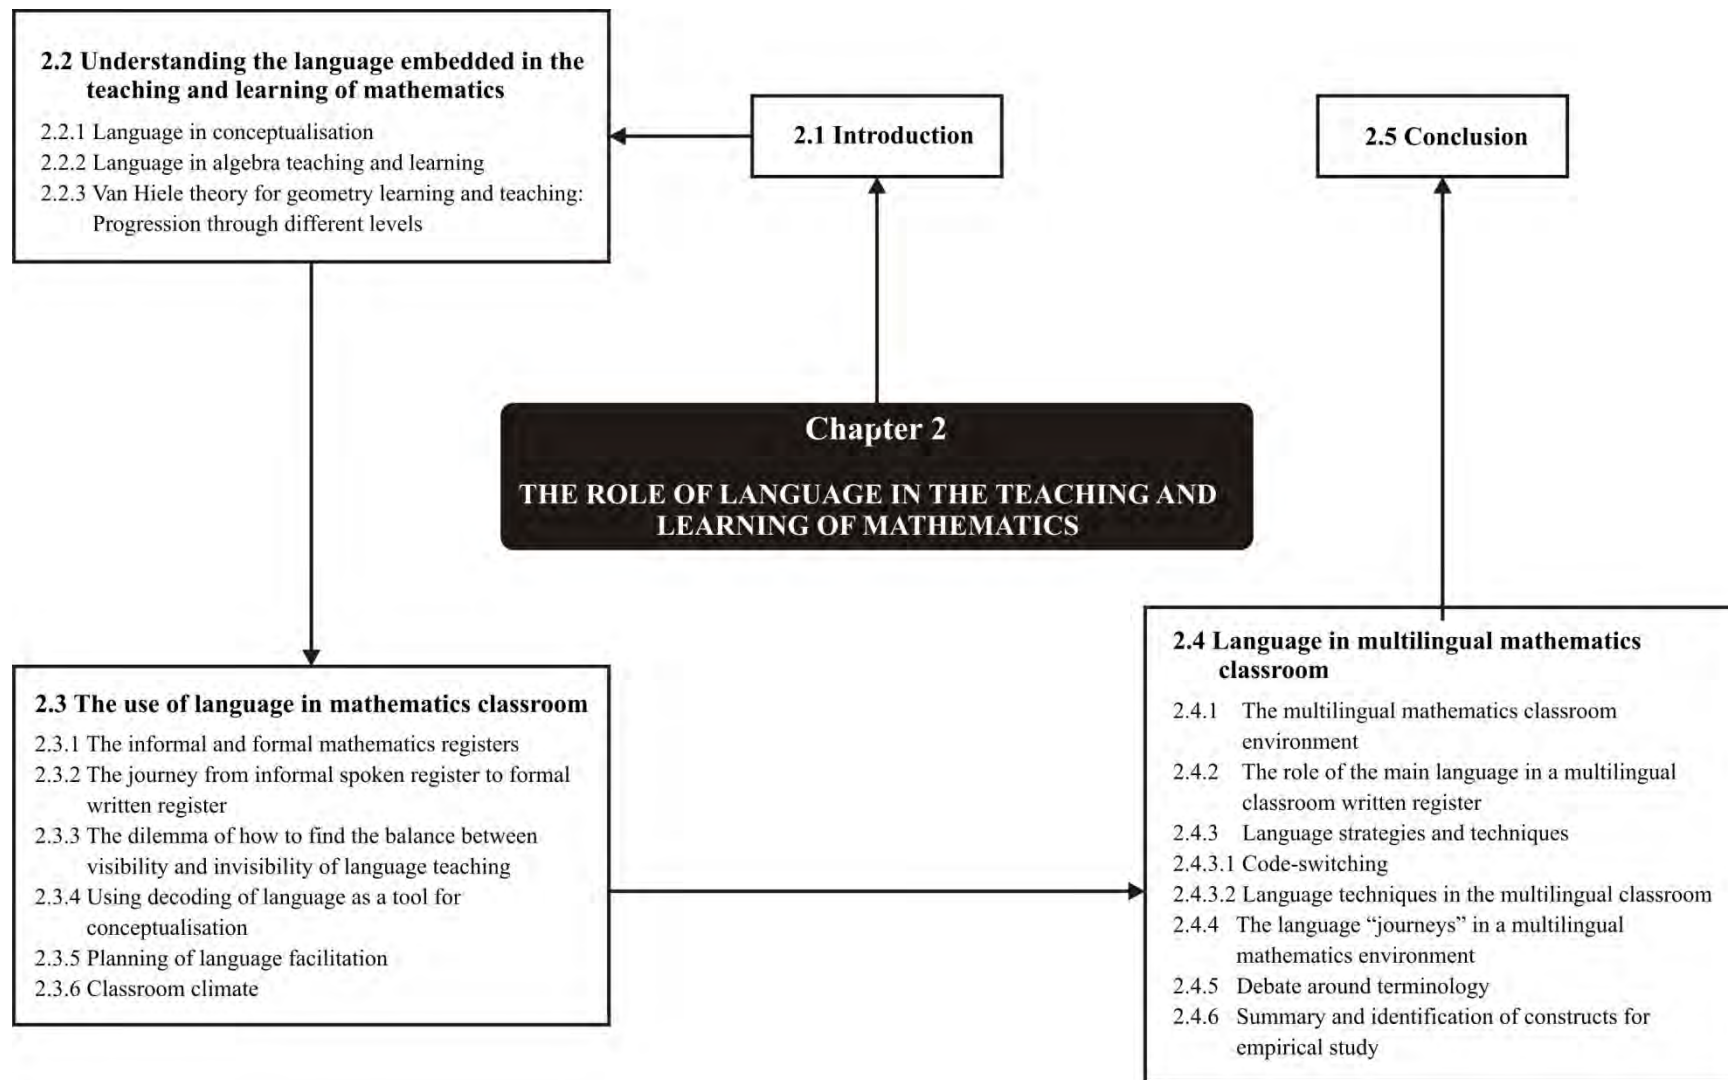 2.2 Understanding the language embedded in the
teaching and learning of mathematics
2.2.1 Language in conceptualisation
2.2.2 Language in algebra teaching and learning
2.2.3 Van Hiele theory for geometry learning and teaching:
Progression through different levels
2.1 Introduction
2.5 Conclusion
Chapter 2
THE ROLE OF LANGUAGE IN THE TEACHING AND
LEARNING OF MATHEMATICS
2.3 The use of language in mathematics classroom
2.3.1 The informal and formal mathematics registers
2.3.2 The journey from informal spoken register to formal
written register
2.3.3 The dilemma of how to find the balance between
visibility and invisibility of language teaching
2.3.4 Using decoding of language as a tool for
conceptualisation
2.3.5 Planning of language facilitation
2.3.6 Classroom climate
2.4 Language in multilingual mathematics
classroom
2.4.1 The multilingual mathematics classroom
environment
2.4.2 The role of the main language in a multilingual
classroom written register
2.4.3 Language strategies and techniques
2.4.3.1 Code-switching
2.4.3.2 Language techniques in the multilingual classroom
2.4.4 The language “journeys” in a multilingual
mathematics environment
2.4.5 Debate around terminology
2.4.6 Summary and identification of constructs for
empirical study